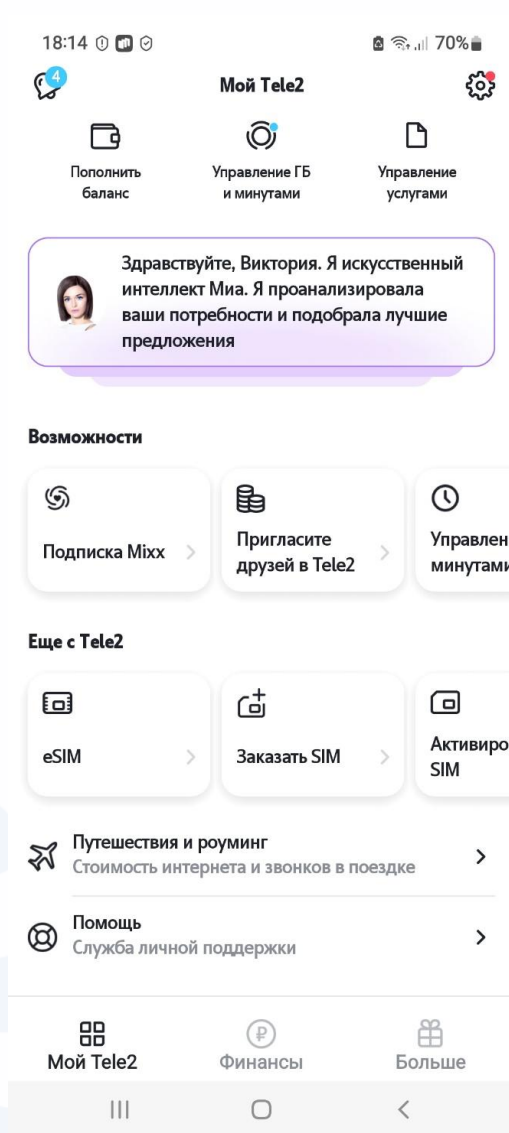 18:14
70%
4
Мой Tele2
Пополнить
баланс
Управление ГБ
и минутами
Управление
услугами
Здравствуйте, Виктория. Я искусственный
интеллект Миа. Я проанализировала
ваши потребности и подобрала лучшие
предложения
Возможности
Подписка Mixx
Пригласите
друзей в Tele2
Управлен
минутами
Еще с Tele2
eSIM
Заказать SIM
Активиро
SIM
Путешествия и роуминг
Стоимость интернета и звонков в поездке
Помощь
Служба личной поддержки
Мой Tele2
Финансы
Больше